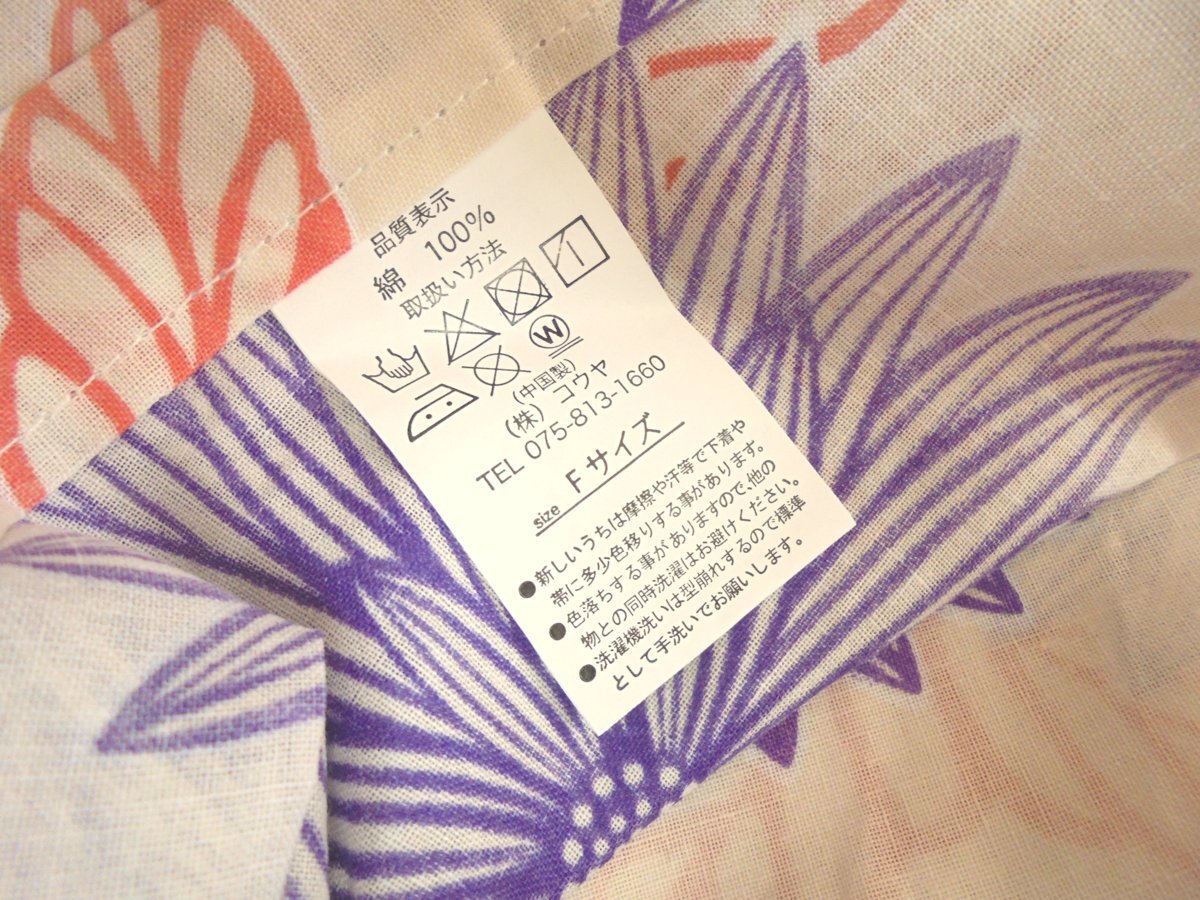 品質表示
綿 100%
取扱い方法
W
(中国製)
(株) コウヤ
TEL 075-813-1660
size Fサイズ
●新しいうちは摩擦や汗等で下着や
帯に多少色移りする事があります。
●色落ちする事がありますので、他の
物との同時洗濯はお避けください。
●洗濯機洗いは型崩れするので標準
として手洗いでお願いします。